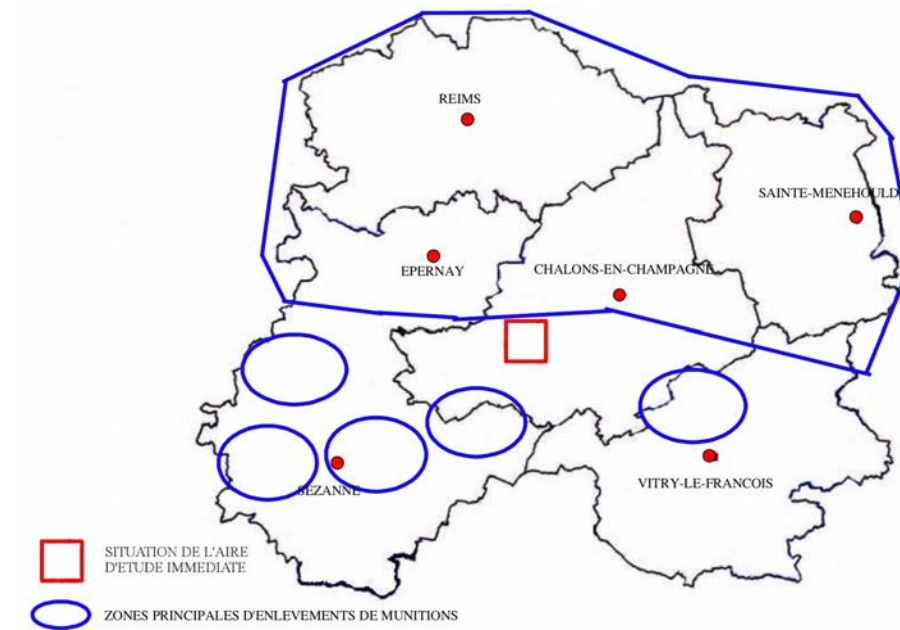 REIMS
SAINTE-MENEHOULD
EPERNAY
CHALONS-EN-CHAMPAGNE
SEZANNE
VITRY-LE-FRANCOIS
SITUATION DE L'AIRE
D'ETUDE IMMEDIATE
ZONES PRINCIPALES D'ENLEVEMENTS DE MUNITIONS